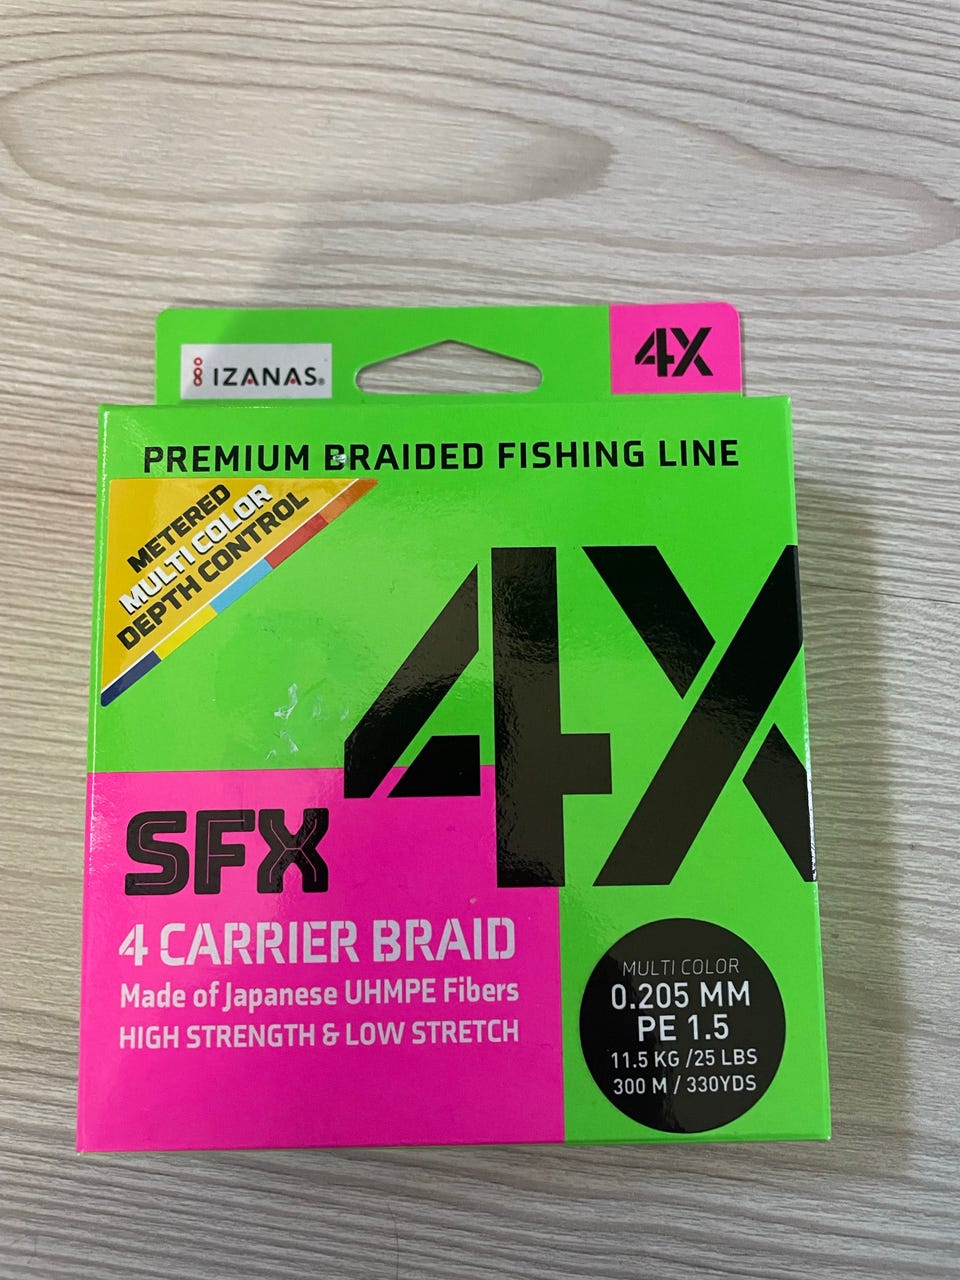 IZANAS®
4X
PREMIUM BRAIDED FISHING LINE
METERED
MULTI COLOR
DEPTH CONTROL
4X
SFX
4 CARRIER BRAID
Made of Japanese UHMPE Fibers
HIGH STRENGTH & LOW STRETCH
MULTI COLOR
0.205 MM
PE 1.5
11.5 KG /25 LBS
300 M / 330YDS